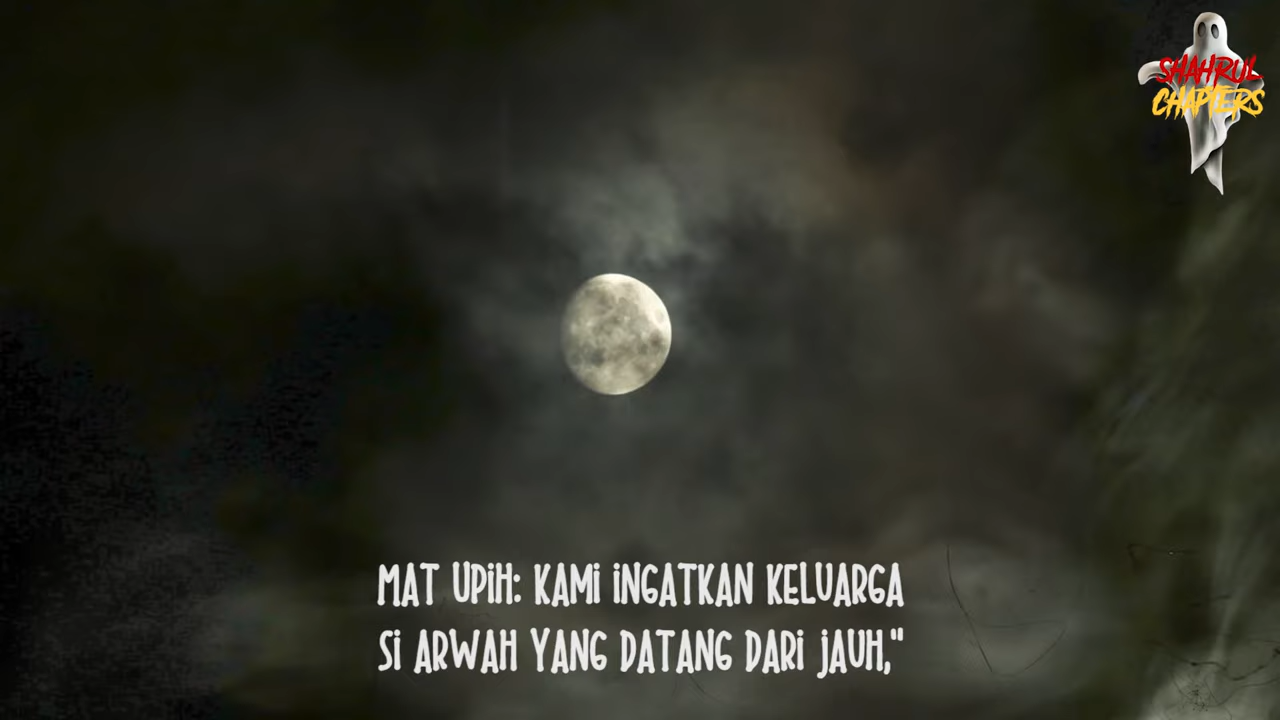 SHAHRUL
CHAPTERS
MAT UPiH: KAMi iNGATKAN KELUARGA
Si ARWAH YANG DATANG DARi JAUH,"